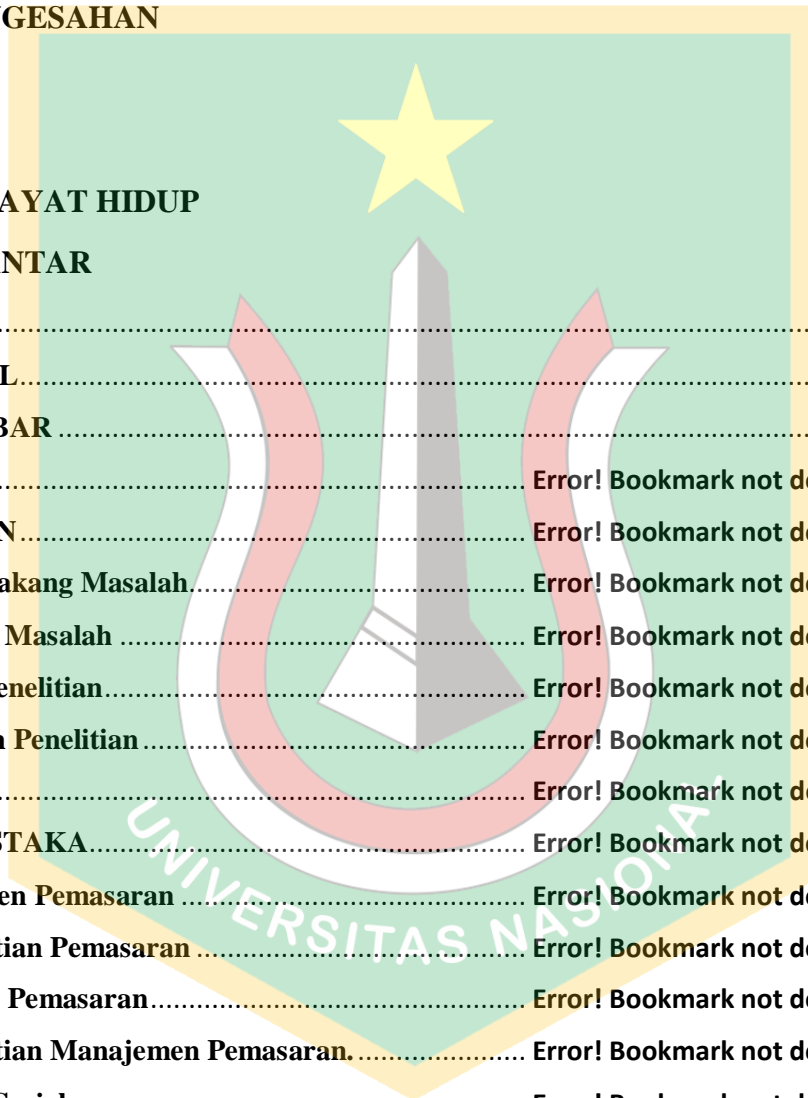 NGESAHAN
AYAT HIDUP
ANTAR
................................................................
L................................................................
BAR ................................................................
................................................................ Error! Bookmark not de
N................................................................ Error! Bookmark not de
akang Masalah................................................ Error! Bookmark not de
Masalah ................................................ Error! Bookmark not de
enelitian................................................ Error! Bookmark not de
n Penelitian ................................................ Error! Bookmark not de
................................................................ Error! Bookmark not de
STAKA................................................ Error! Bookmark not de
en Pemasaran ................................................ Error! Bookmark not de
tian Pemasaran ................................................ Error! Bookmark not de
Pemasaran................................................ Error! Bookmark not de
tian Manajemen Pemasaran. ............................ Error! Bookmark not de
UNIVERSITAS NASIONAL